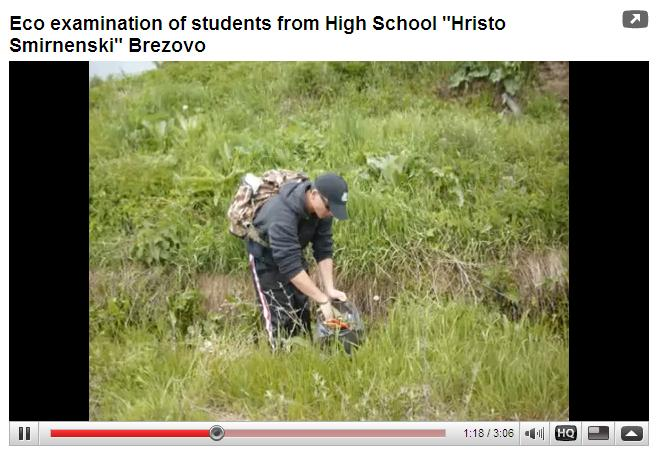 Eco examination of students from High School "Hristo
Smirnenski" Brezovo
1:18 / 3:06
HQ